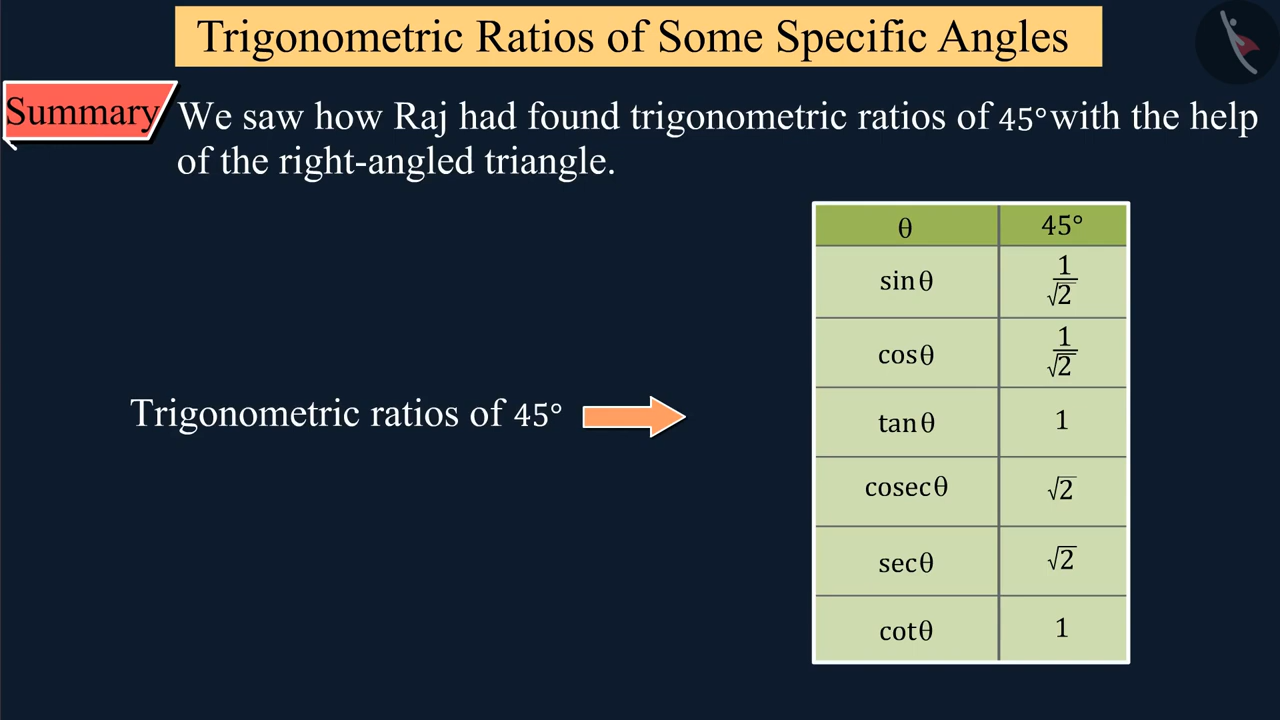 Trigonometric Ratios of Some Specific Angles
Summary
We saw how Raj had found trigonometric ratios of 45° with the help
of the right-angled triangle.
Trigonometric ratios of 45°
θ 45°
sinθ 1/√2
cosθ 1/√2
tanθ 1
cosecθ √2
secθ √2
cotθ 1